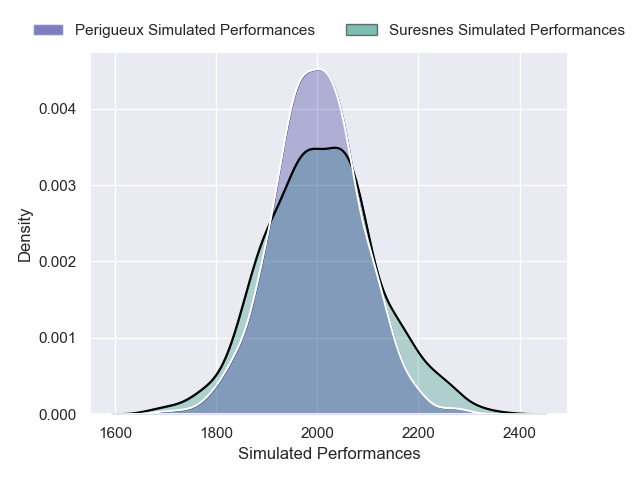 Perigueux Simulated Performances Suresnes Simulated Performances
0.004
0.003
0.002
0.001
0.000
Density
1600 1800 2000 2200 2400
Simulated Performances